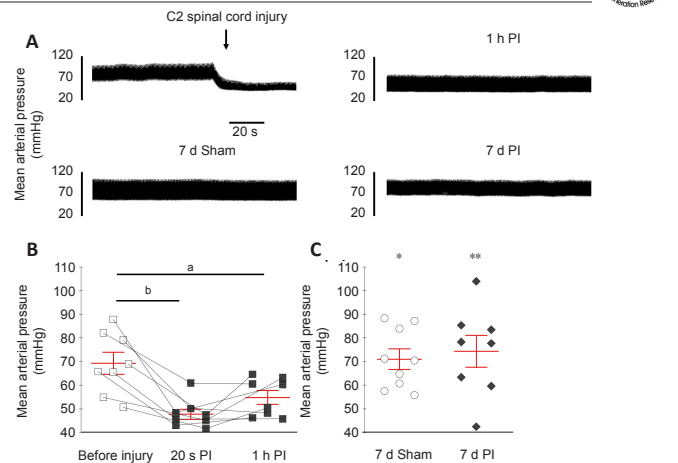 eration Rese
C2 spinal cord injury
A
1 h PI
120
70
20
120
70
20
Mean arterial pressure
(mmHg)
20 s
7 d Sham
7 d PI
120
70
20
120
70
20
B
C
a
b
* **
110
100
90
80
70
60
50
40
Mean arterial pressure
(mmHg)
Before injury 20 s PI 1 h PI
110
100
90
80
70
60
50
40
Mean arterial pressure
(mmHg)
7 d Sham 7 d PI